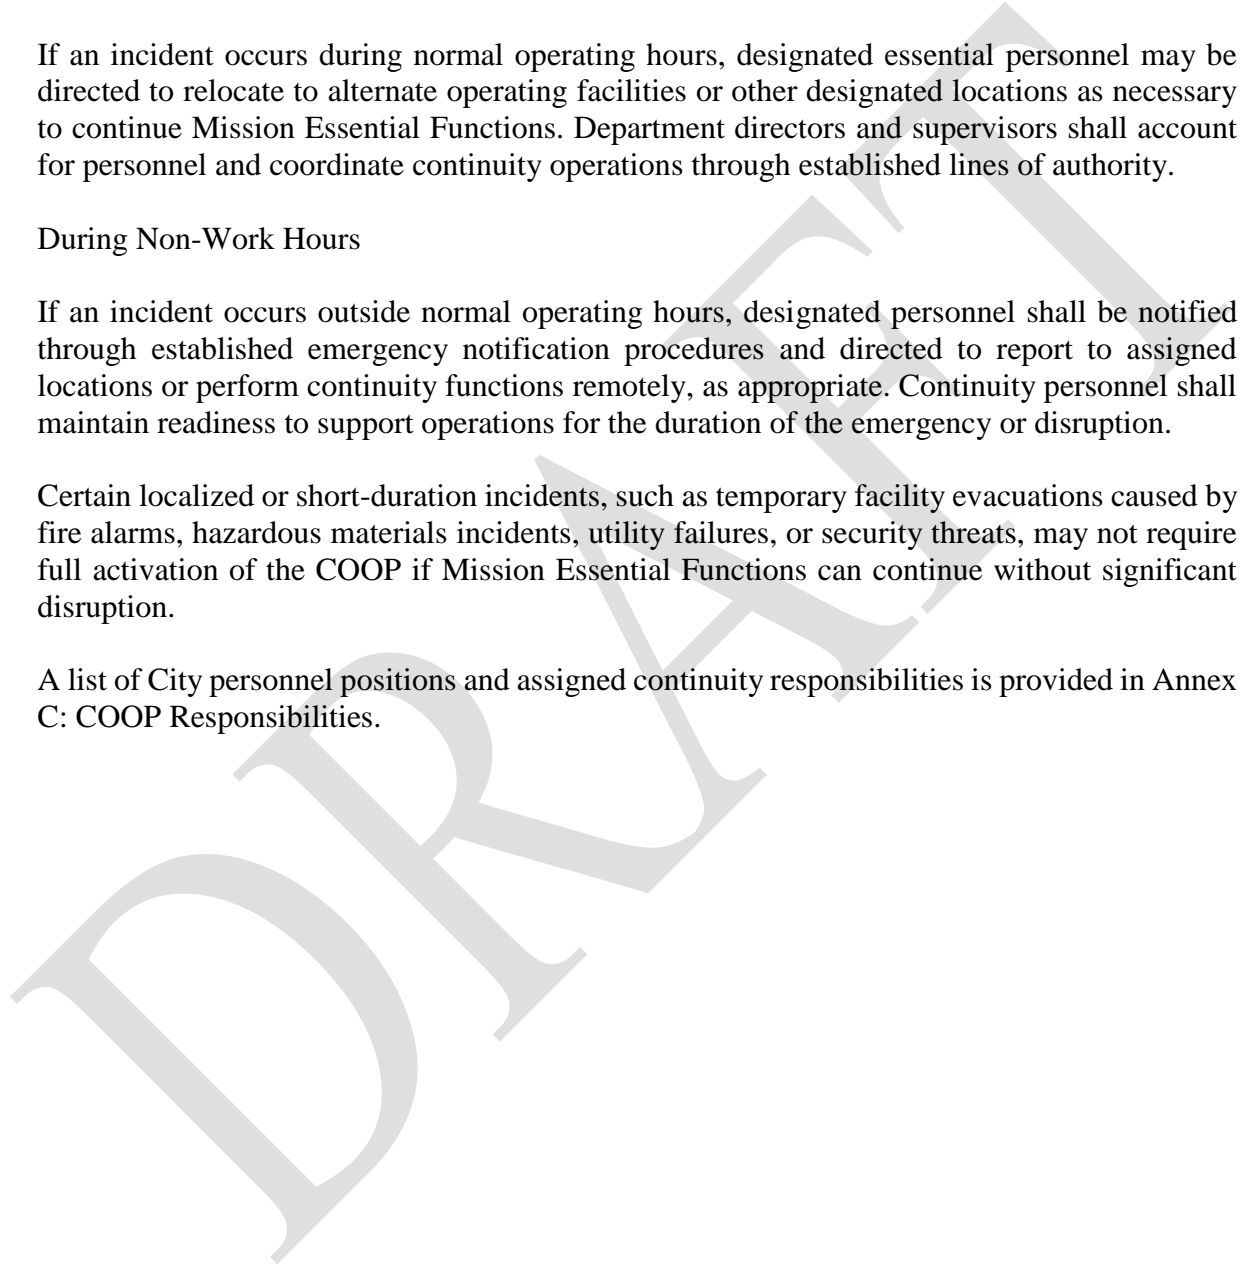 If an incident occurs during normal operating hours, designated essential personnel may be
directed to relocate to alternate operating facilities or other designated locations as necessary
to continue Mission Essential Functions. Department directors and supervisors shall account
for personnel and coordinate continuity operations through established lines of authority.
During Non-Work Hours
If an incident occurs outside normal operating hours, designated personnel shall be notified
through established emergency notification procedures and directed to report to assigned
locations or perform continuity functions remotely, as appropriate. Continuity personnel shall
maintain readiness to support operations for the duration of the emergency or disruption.
Certain localized or short-duration incidents, such as temporary facility evacuations caused by
fire alarms, hazardous materials incidents, utility failures, or security threats, may not require
full activation of the COOP if Mission Essential Functions can continue without significant
disruption.
A list of City personnel positions and assigned continuity responsibilities is provided in Annex
C: COOP Responsibilities.
DRAFT